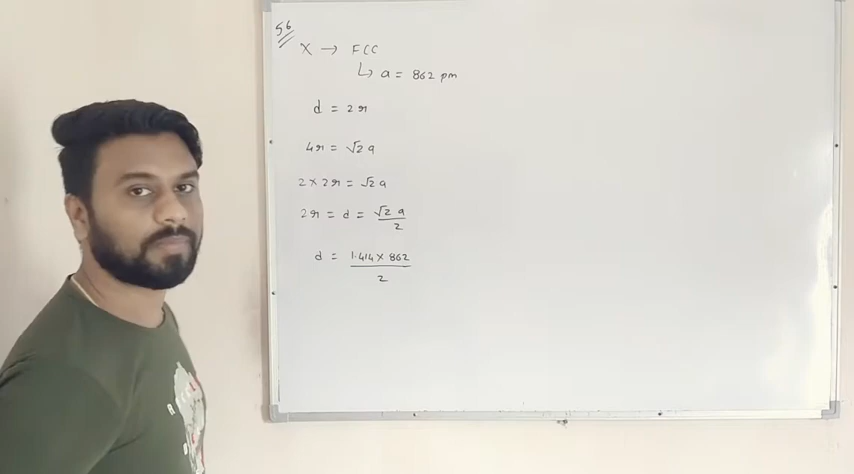 56
X → FCC
↳ a = 862 pm
d = 2r
4r = √2 a
2 × 2r = √2 a
2r = d = √2 a / 2
d = 1.414 × 862 / 2